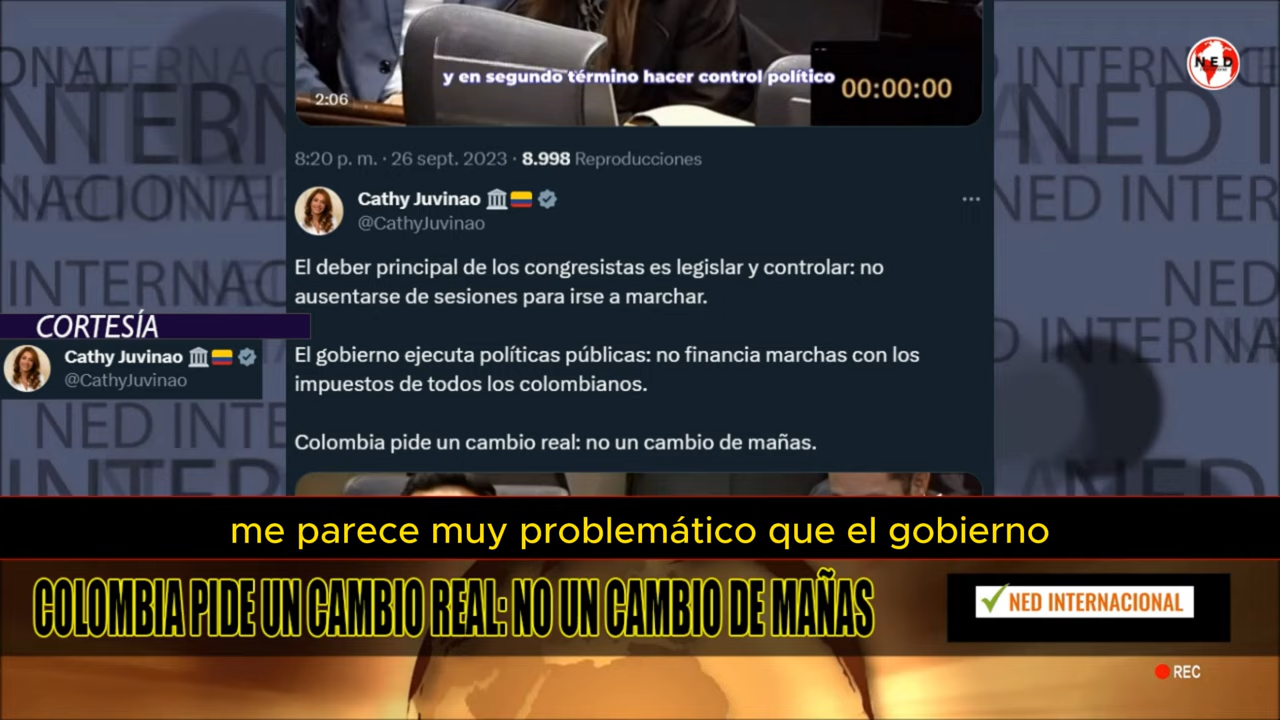 y en segundo término hacer control político
2:06
00:00:00
NED
8:20 p. m. · 26 sept. 2023 · 8.998 Reproducciones
Cathy Juvinao
@CathyJuvinao
El deber principal de los congresistas es legislar y controlar: no
ausentarse de sesiones para irse a marchar.
El gobierno ejecuta políticas públicas: no financia marchas con los
impuestos de todos los colombianos.
Colombia pide un cambio real: no un cambio de mañas.
CORTESÍA
Cathy Juvinao
@CathyJuvinao
me parece muy problemático que el gobierno
COLOMBIA PIDE UN CAMBIO REAL: NO UN CAMBIO DE MAÑAS
NED INTERNACIONAL
REC